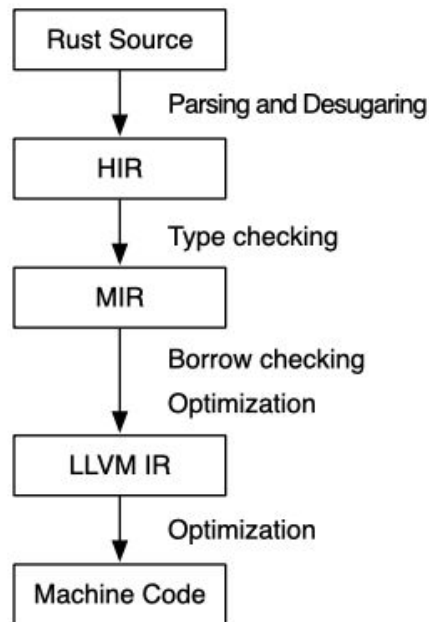 Rust Source
Parsing and Desugaring
HIR
Type checking
MIR
Borrow checking
Optimization
LLVM IR
Optimization
Machine Code